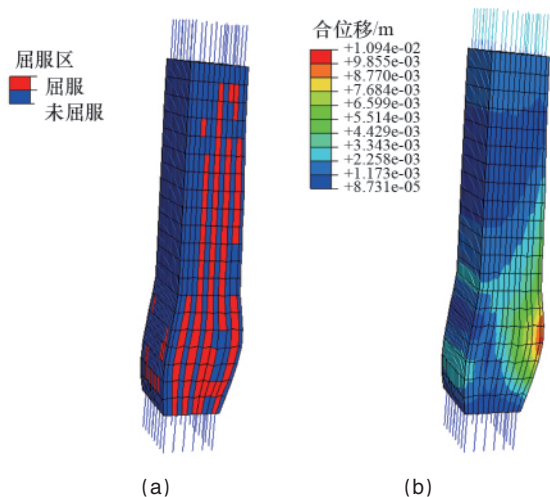 屈服区
屈服
未屈服
(a)
合位移/m
+1.094e-02
+9.855e-03
+8.770e-03
+7.684e-03
+6.599e-03
+5.514e-03
+4.429e-03
+3.343e-03
+2.258e-03
+1.173e-03
+8.731e-05
(b)